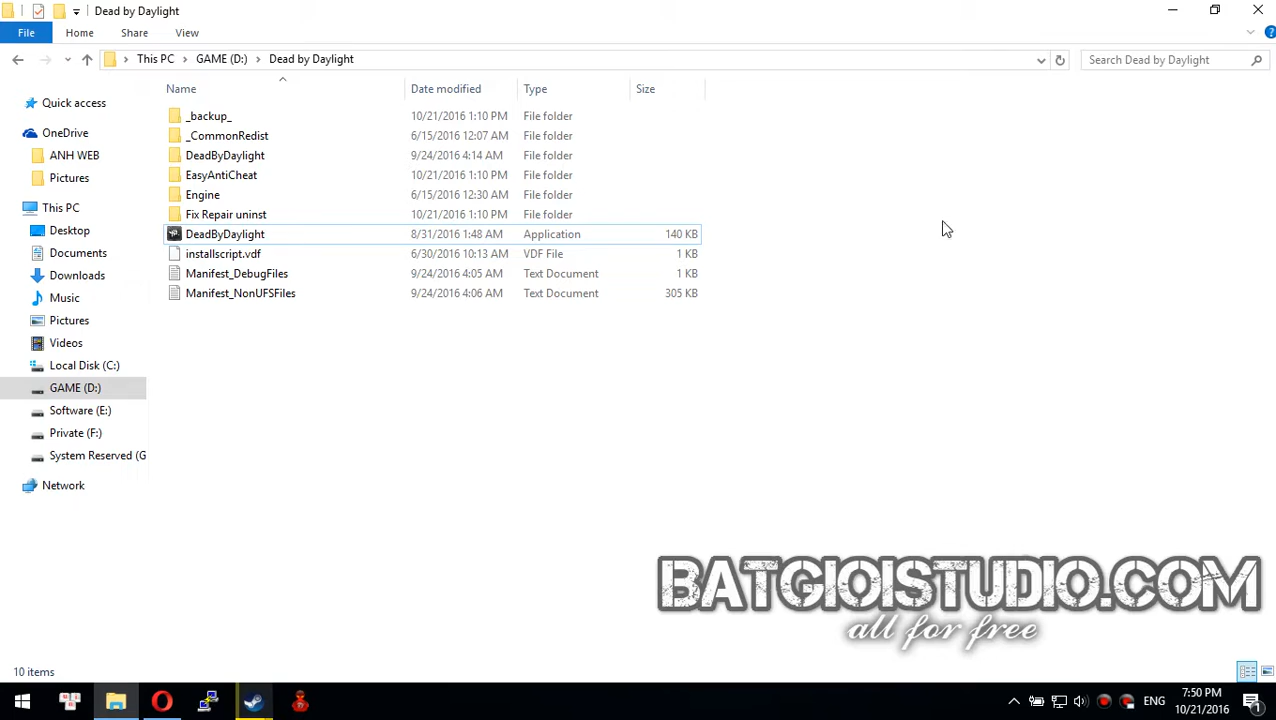 Dead by Daylight
File Home Share View
This PC GAME (D:) Dead by Daylight
Search Dead by Daylight
Name Date modified Type Size
Quick access
OneDrive
ANH WEB
Pictures
This PC
Desktop
Documents
Downloads
Music
Pictures
Videos
Local Disk (C:)
GAME (D:)
Software (E:)
Private (F:)
System Reserved (G
Network
_backup_ 10/21/2016 1:10 PM File folder
_CommonRedist 6/15/2016 12:07 AM File folder
DeadByDaylight 9/24/2016 4:14 AM File folder
EasyAntiCheat 10/21/2016 1:10 PM File folder
Engine 6/15/2016 12:30 AM File folder
Fix Repair uninst 10/21/2016 1:10 PM File folder
DeadByDaylight 8/31/2016 1:48 AM Application 140 KB
installscript.vdf 6/30/2016 10:13 AM VDF File 1 KB
Manifest_DebugFiles 9/24/2016 4:05 AM Text Document 1 KB
Manifest_NonUFSFiles 9/24/2016 4:06 AM Text Document 305 KB
BATGIOISTUDIO.COM
all for free
10 items
ENG
7:50 PM
10/21/2016
1